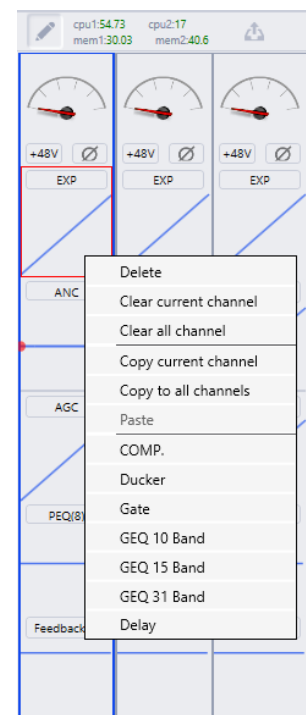 cpu1:54.73 cpu2:17
mem1:30.03 mem2:40.6
+48V Ø +48V Ø +48V Ø
EXP EXP EXP
Delete
ANC
Clear current channel
Clear all channel
Copy current channel
Copy to all channels
AGC
Paste
COMP.
Ducker
Gate
PEQ(8)
GEQ 10 Band
GEQ 15 Band
GEQ 31 Band
Feedback
Delay